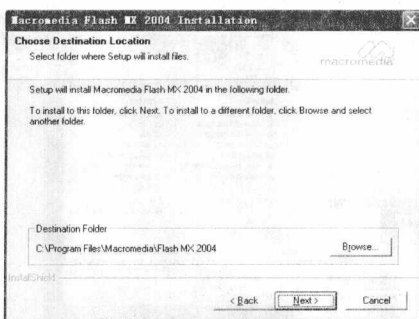 Macromedia Flash MX 2004 Installation
Choose Destination Location
Select folder where Setup will install files.
macromedia
Setup will install Macromedia Flash MX 2004 in the following folder.
To install to this folder, click Next. To install to a different folder, click Browse and select
another folder.
Destination Folder
C:\Program Files\Macromedia\Flash MX 2004
Browse...
InstallShield
< Back
Next >
Cancel